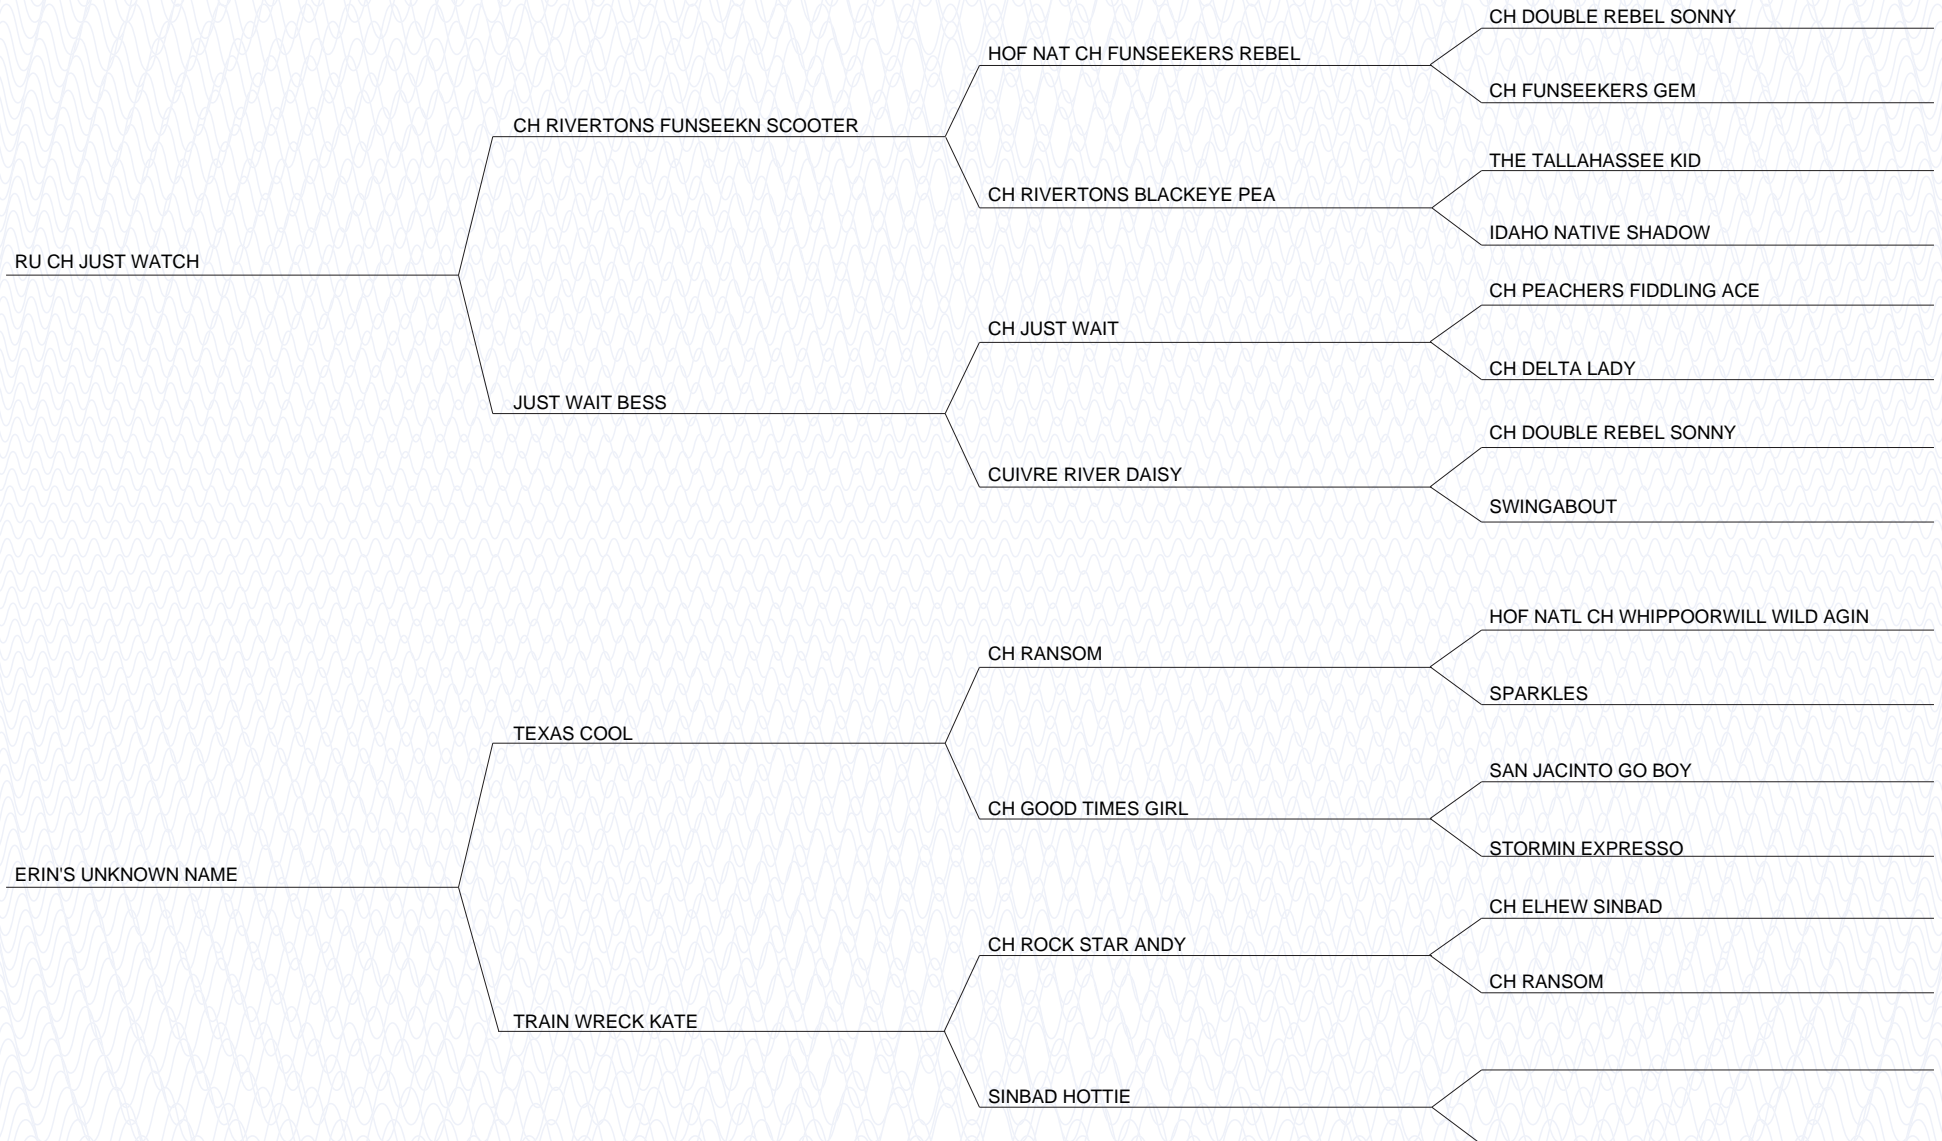 CH DOUBLE REBEL SONNY
HOF NAT CH FUNSEEKERS REBEL
CH FUNSEEKERS GEM
CH RIVERTONS FUNSEEKN SCOOTER
THE TALLAHASSEE KID
CH RIVERTONS BLACKEYE PEA
IDAHO NATIVE SHADOW
RU CH JUST WATCH
CH PEACHERS FIDDLING ACE
CH JUST WAIT
CH DELTA LADY
JUST WAIT BESS
CH DOUBLE REBEL SONNY
CUIVRE RIVER DAISY
SWINGABOUT
HOF NATL CH WHIPPOORWILL WILD AGIN
CH RANSOM
SPARKLES
TEXAS COOL
SAN JACINTO GO BOY
CH GOOD TIMES GIRL
STORMIN EXPRESSO
ERIN'S UNKNOWN NAME
CH ELHEW SINBAD
CH ROCK STAR ANDY
CH RANSOM
TRAIN WRECK KATE
SINBAD HOTTIE